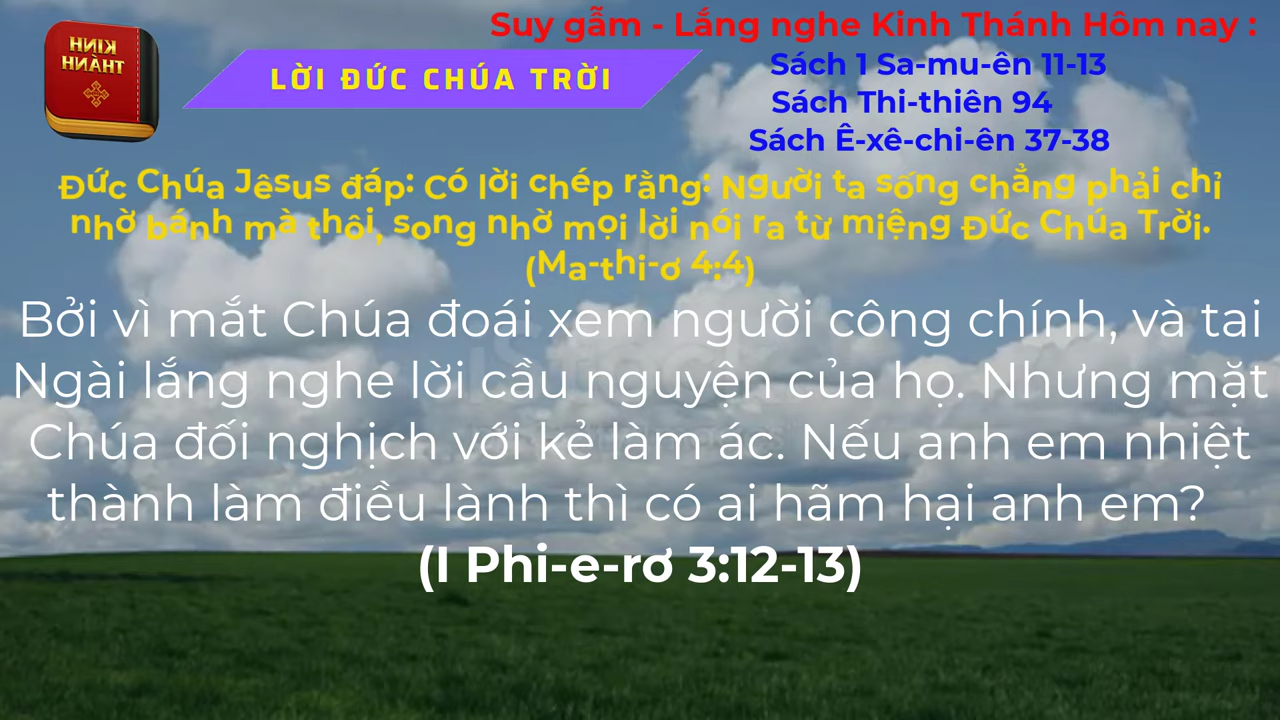 Suy gẫm - Lắng nghe Kinh Thánh Hôm nay :
KINH
THÀNH
LỜI ĐỨC CHÚA TRỜI
Sách 1 Sa-mu-ên 11-13
Sách Thi-thiên 94
Sách Ê-xê-chi-ên 37-38
Đức Chúa Jêsus đáp: Có lời chép rằng: Người ta sống chẳng phải chỉ
nhờ bánh mà thôi, song nhờ mọi lời nói ra từ miệng Đức Chúa Trời.
(Ma-thi-ơ 4:4)
Bởi vì mắt Chúa đoái xem người công chính, và tai
Ngài lắng nghe lời cầu nguyện của họ. Nhưng mặt
Chúa đối nghịch với kẻ làm ác. Nếu anh em nhiệt
thành làm điều lành thì có ai hãm hại anh em?
(I Phi-e-rơ 3:12-13)